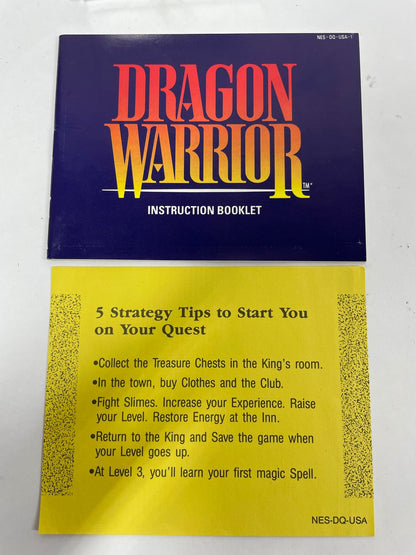 NES-DQ-USA-1
DRAGON
WARRIOR
TM
INSTRUCTION BOOKLET
5 Strategy Tips to Start You
on Your Quest
•Collect the Treasure Chests in the King's room.
•In the town, buy Clothes and the Club.
•Fight Slimes. Increase your Experience. Raise
your Level. Restore Energy at the Inn.
•Return to the King and Save the game when
your Level goes up.
•At Level 3, you'll learn your first magic Spell.
NES-DQ-USA